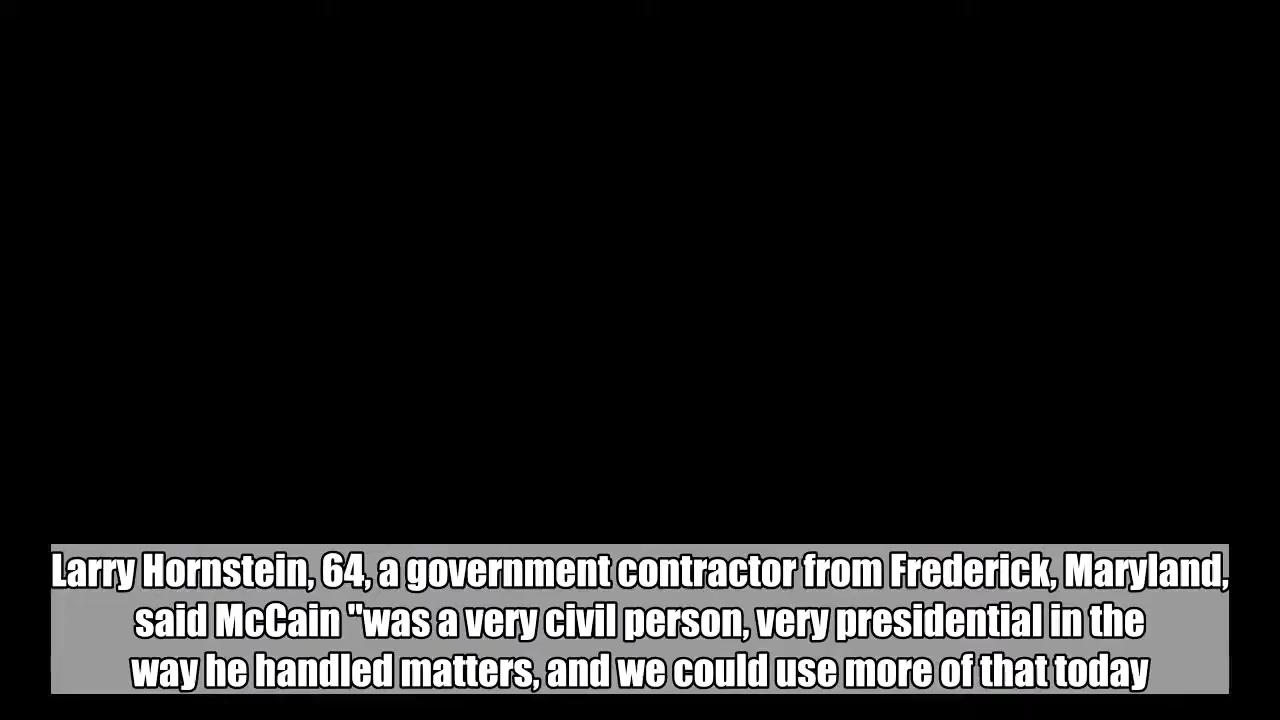 Larry Hornstein, 64, a government contractor from Frederick, Maryland,
said McCain "was a very civil person, very presidential in the
way he handled matters, and we could use more of that today